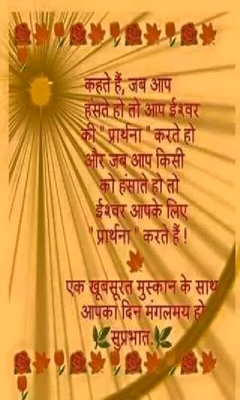 कहते हैं, जब आप
हंसते हो तो आप ईश्वर
की " प्रार्थना " करते हो
और जब आप किसी
को हंसाते हो तो
ईश्वर आपके लिए
" प्रार्थना " करते हैं !
एक खूबसूरत मुस्कान के साथ
आपका दिन मंगलमय हो
सुप्रभात.